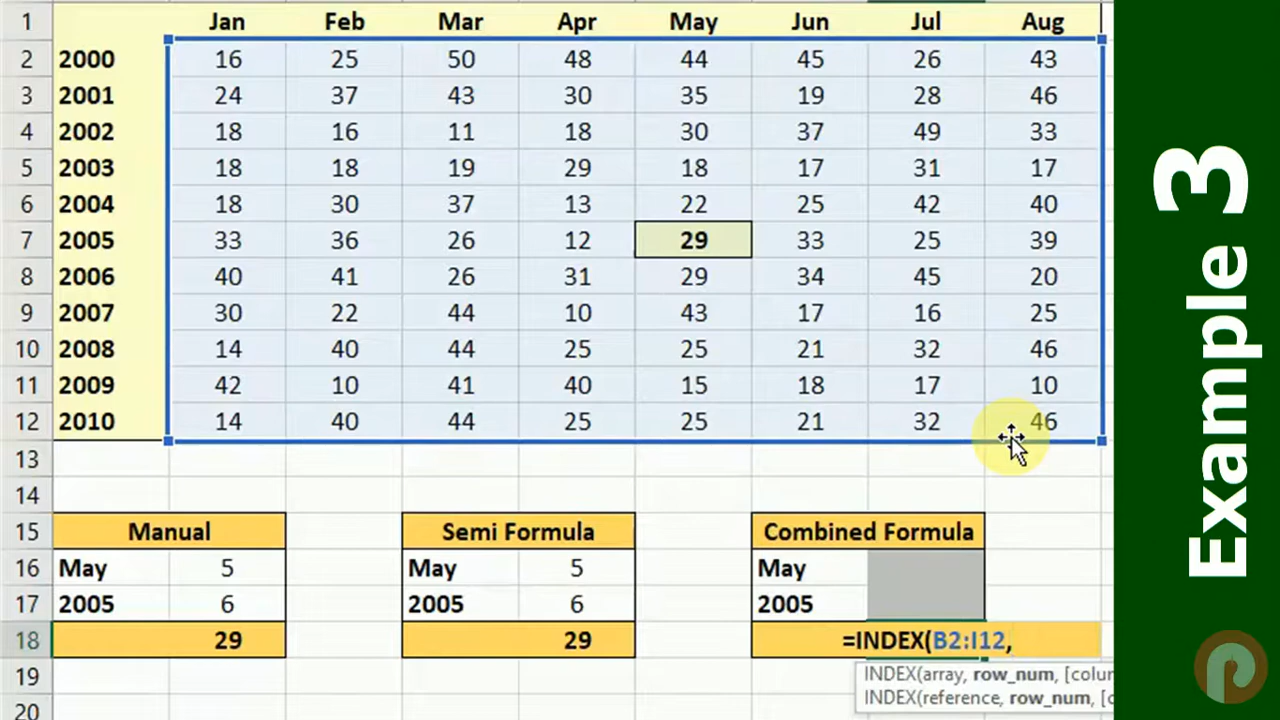 1 Jan Feb Mar Apr May Jun Jul Aug
2 2000 16 25 50 48 44 45 26 43
3 2001 24 37 43 30 35 19 28 46
4 2002 18 16 11 18 30 37 49 33
5 2003 18 18 19 29 18 17 31 17
6 2004 18 30 37 13 22 25 42 40
7 2005 33 36 26 12 29 33 25 39
8 2006 40 41 26 31 29 34 45 20
9 2007 30 22 44 10 43 17 16 25
10 2008 14 40 44 25 25 21 32 46
11 2009 42 10 41 40 15 18 17 10
12 2010 14 40 44 25 25 21 32 46
13
14
15 Manual Semi Formula Combined Formula
16 May 5 May 5 May
17 2005 6 2005 6 2005
18 29 29 =INDEX(B2:I12,
19 INDEX(array, row_num, [colum
20 INDEX(reference, row_num, [c
Example 3